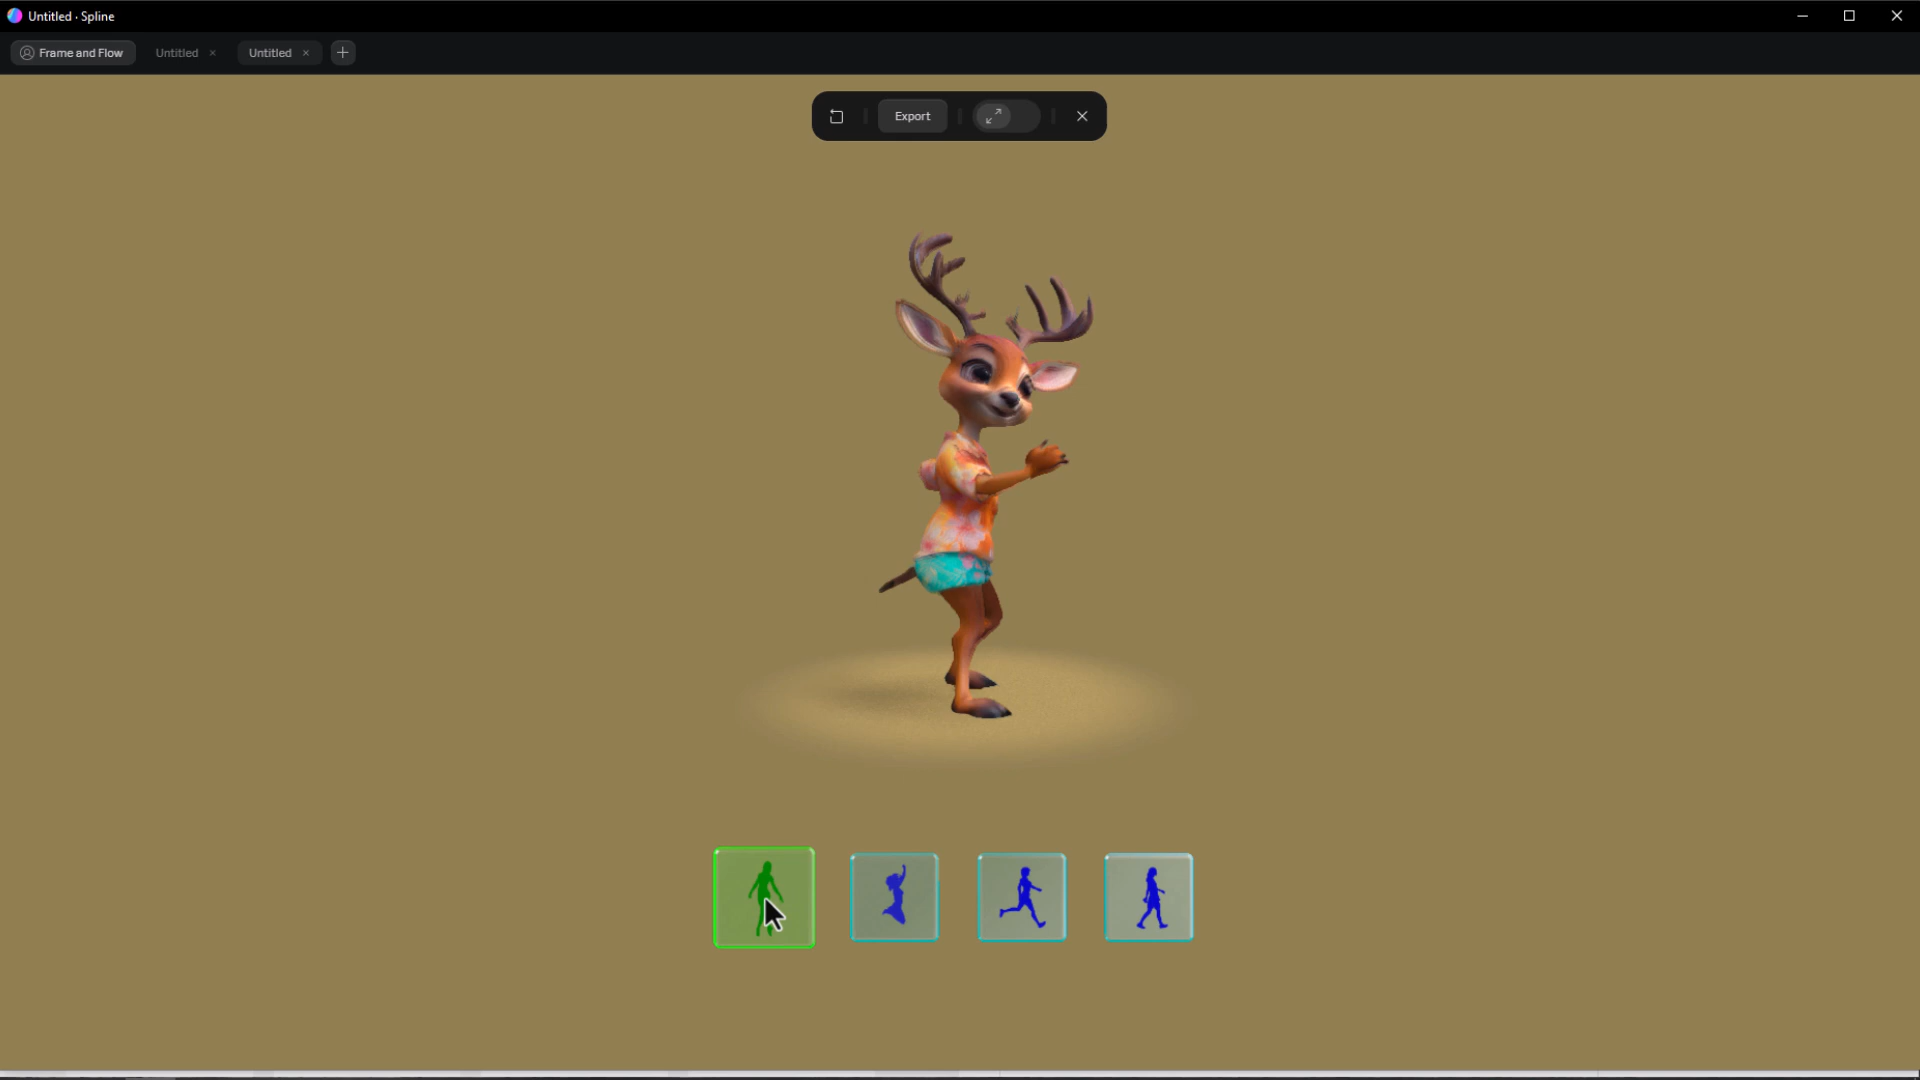 Untitled · Spline
Frame and Flow
Untitled
Untitled
Export